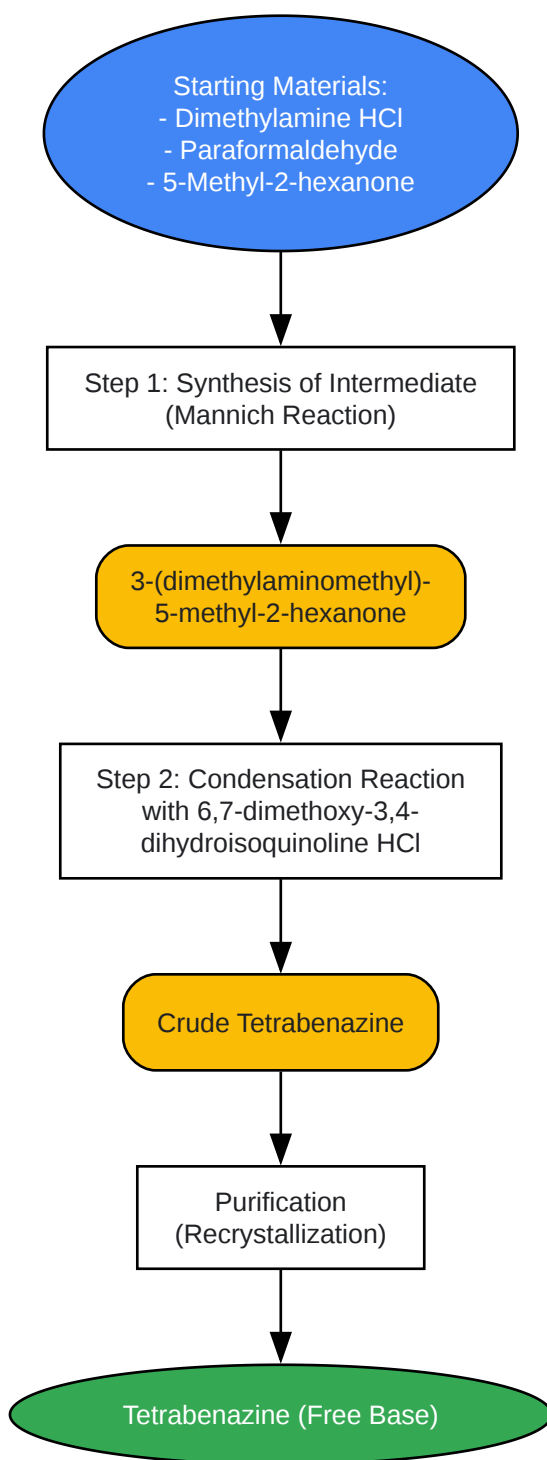 Starting Materials:
- Dimethylamine HCl
- Paraformaldehyde
- 5-Methyl-2-hexanone
Step 1: Synthesis of Intermediate
(Mannich Reaction)
3-(dimethylaminomethyl)-
5-methyl-2-hexanone
Step 2: Condensation Reaction
with 6,7-dimethoxy-3,4-
dihydroisoquinoline HCl
Crude Tetrabenazine
Purification
(Recrystallization)
Tetrabenazine (Free Base)